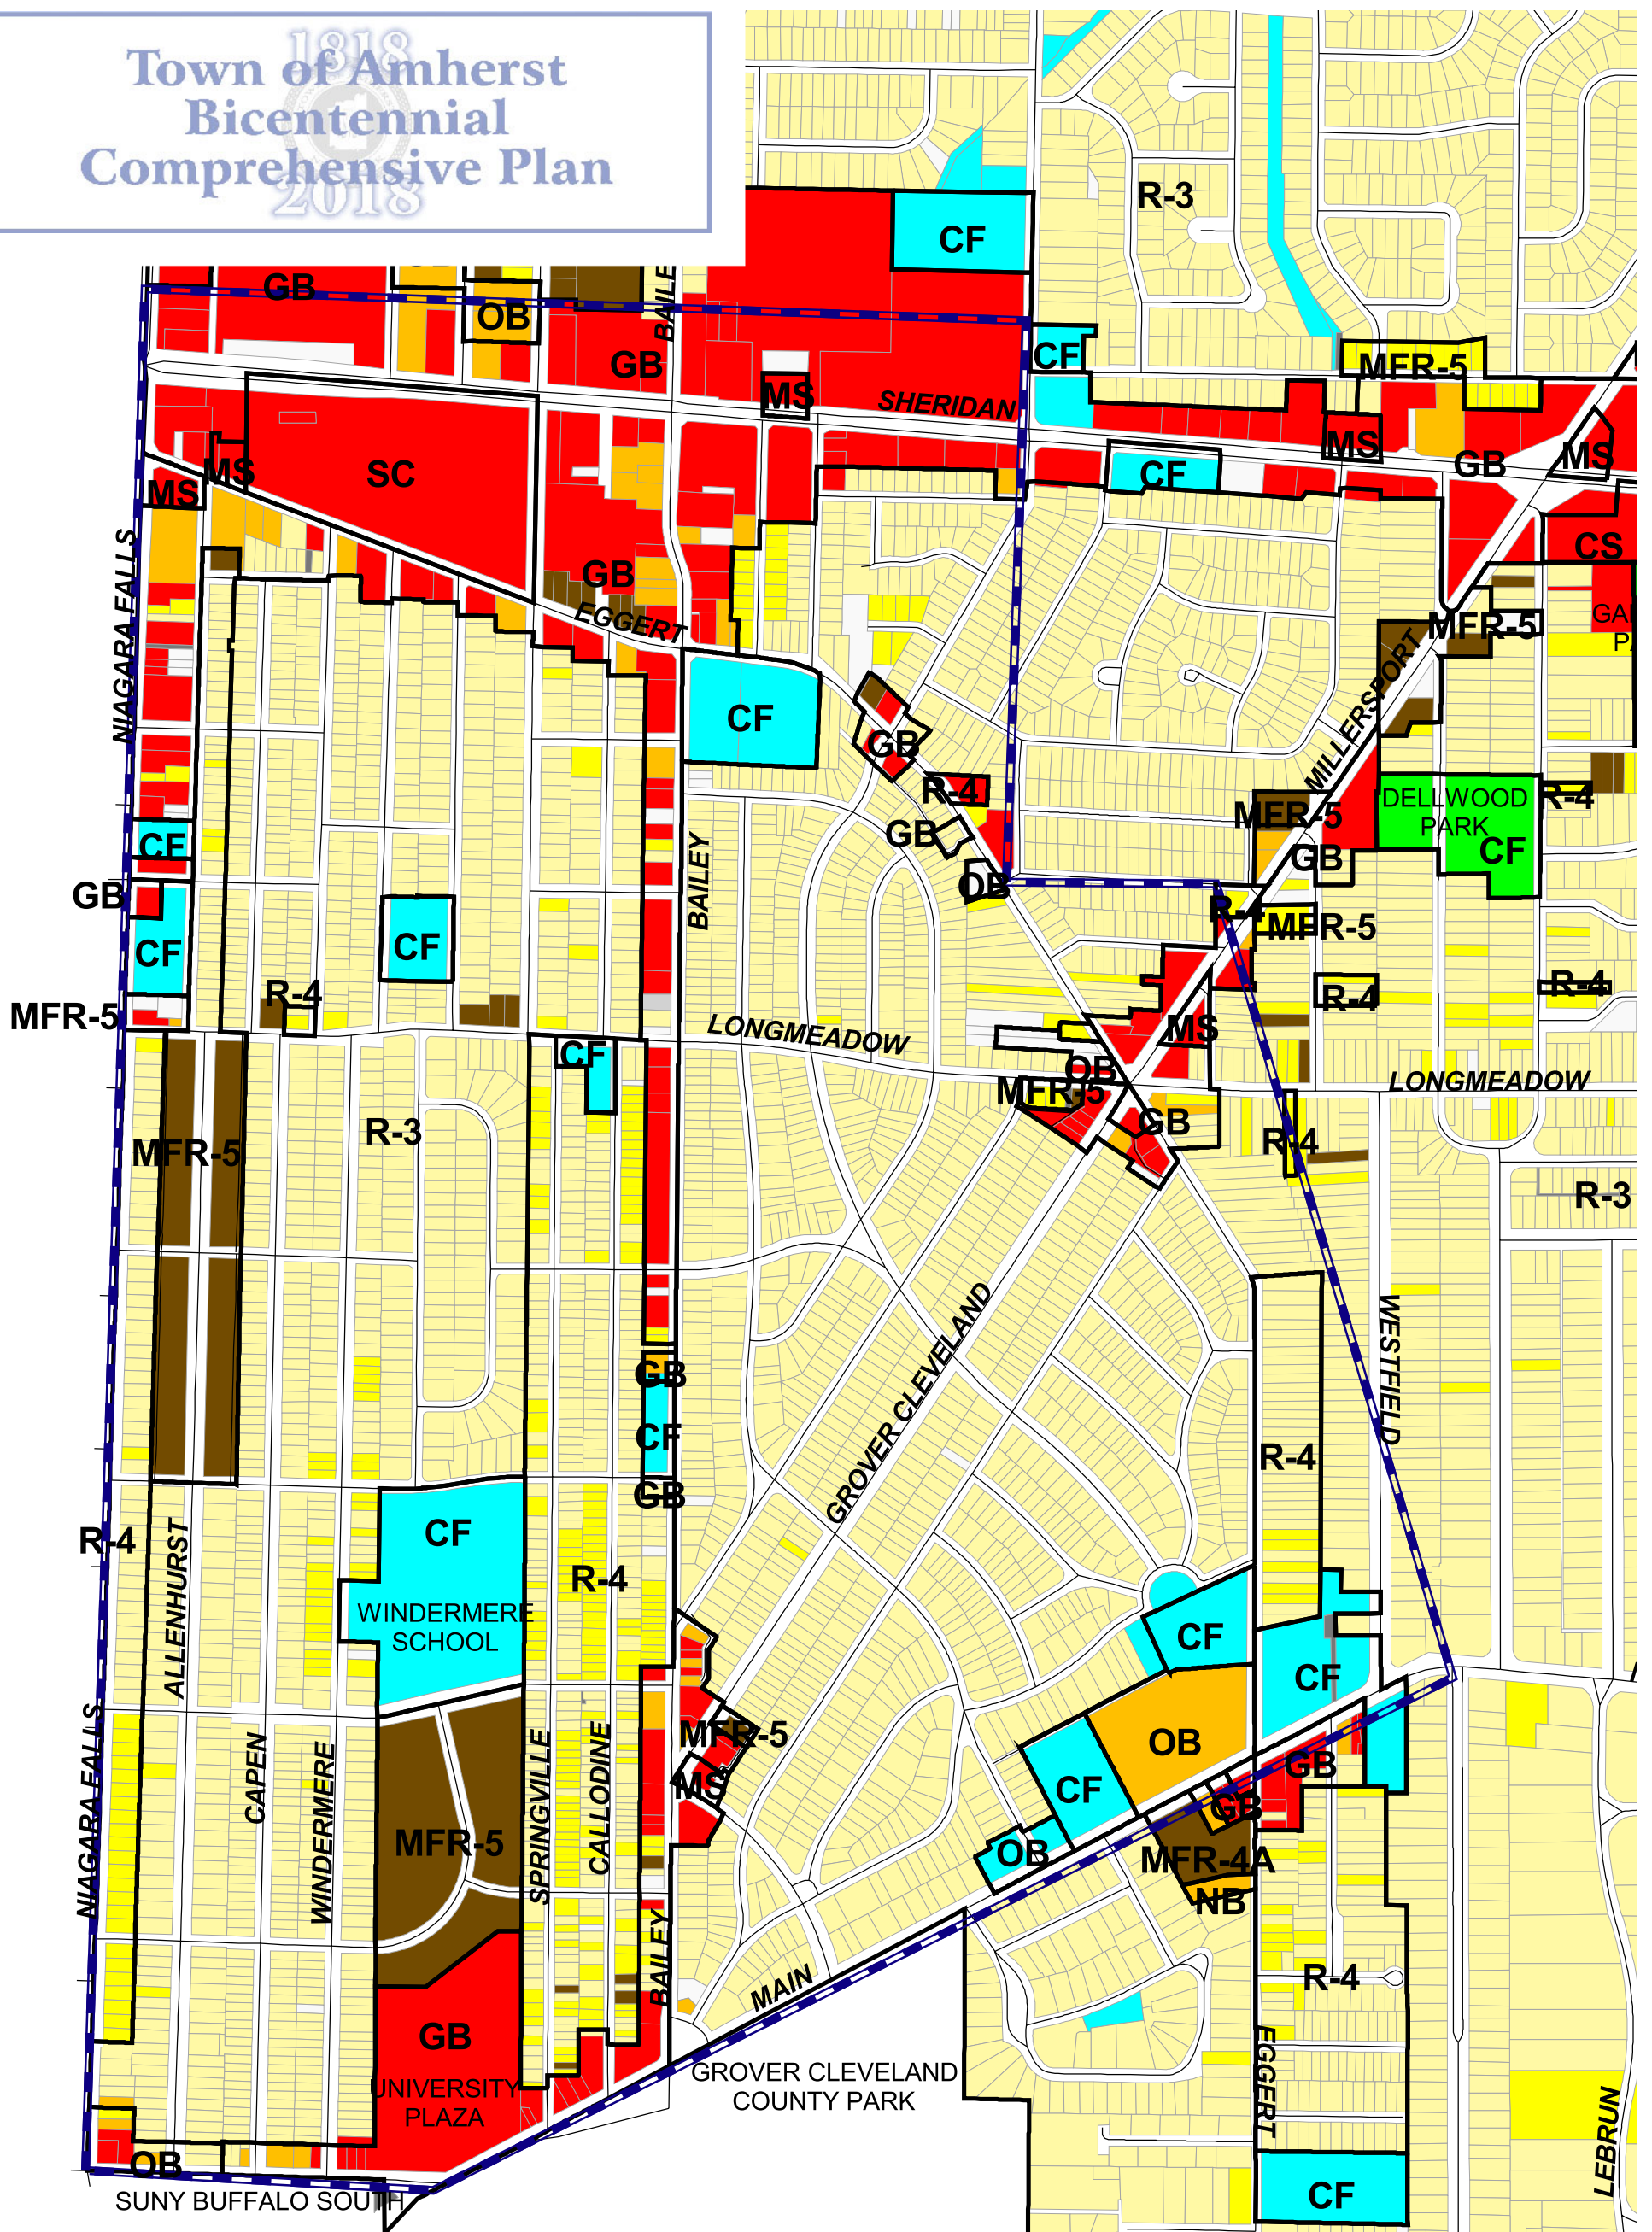 1818
Town of Amherst
Bicentennial
Comprehensive Plan
2018
R-3
CF
GB
OB
GB
MS
SHERIDAN
CF
MFR-5
MS
GB
MS
MS
MS
SC
CF
CS
NIAGARA FALLS
GB
EGGERT
MFR-5
CF
GB
MILLERSPORT
R-4
GB
OB
MFR-5
GB
DELLWOOD
PARK
CF
R-4
CF
GB
CF
CF
BAILEY
R-4
MFR-5
R-4
R-4
MFR-5
R-4
CF
LONGMEADOW
MS
OB
MFR-5
LONGMEADOW
GB
R-4
MFR-5
R-3
R-3
GROVER CLEVELAND
WESTFIELD
GB
CF
GB
R-4
R-4
ALLENHURST
CF
WINDERMERE
SCHOOL
R-4
CF
CF
NIAGARA FALLS
CAPEN
WINDERMERE
SPRINGVILLE
CALLODINE
MFR-5
MS
OB
CF
GB
GB
MFR-5
OB
MFR-4A
NB
BAILEY
MAIN
R-4
GB
UNIVERSITY
PLAZA
GROVER CLEVELAND
COUNTY PARK
EGGERT
LEBRUN
OB
CF
SUNY BUFFALO SOUTH